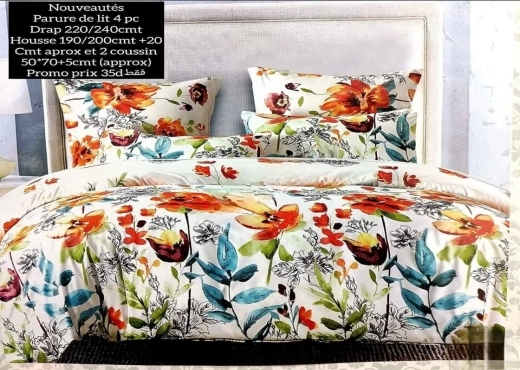 Nouveautés
Parure de lit 4 pc
Drap 220/240cmt
Housse 190/200cmt +20
Cmt aprox et 2 coussin
50*70+5cmt (approx)
Promo prix 35d فقط